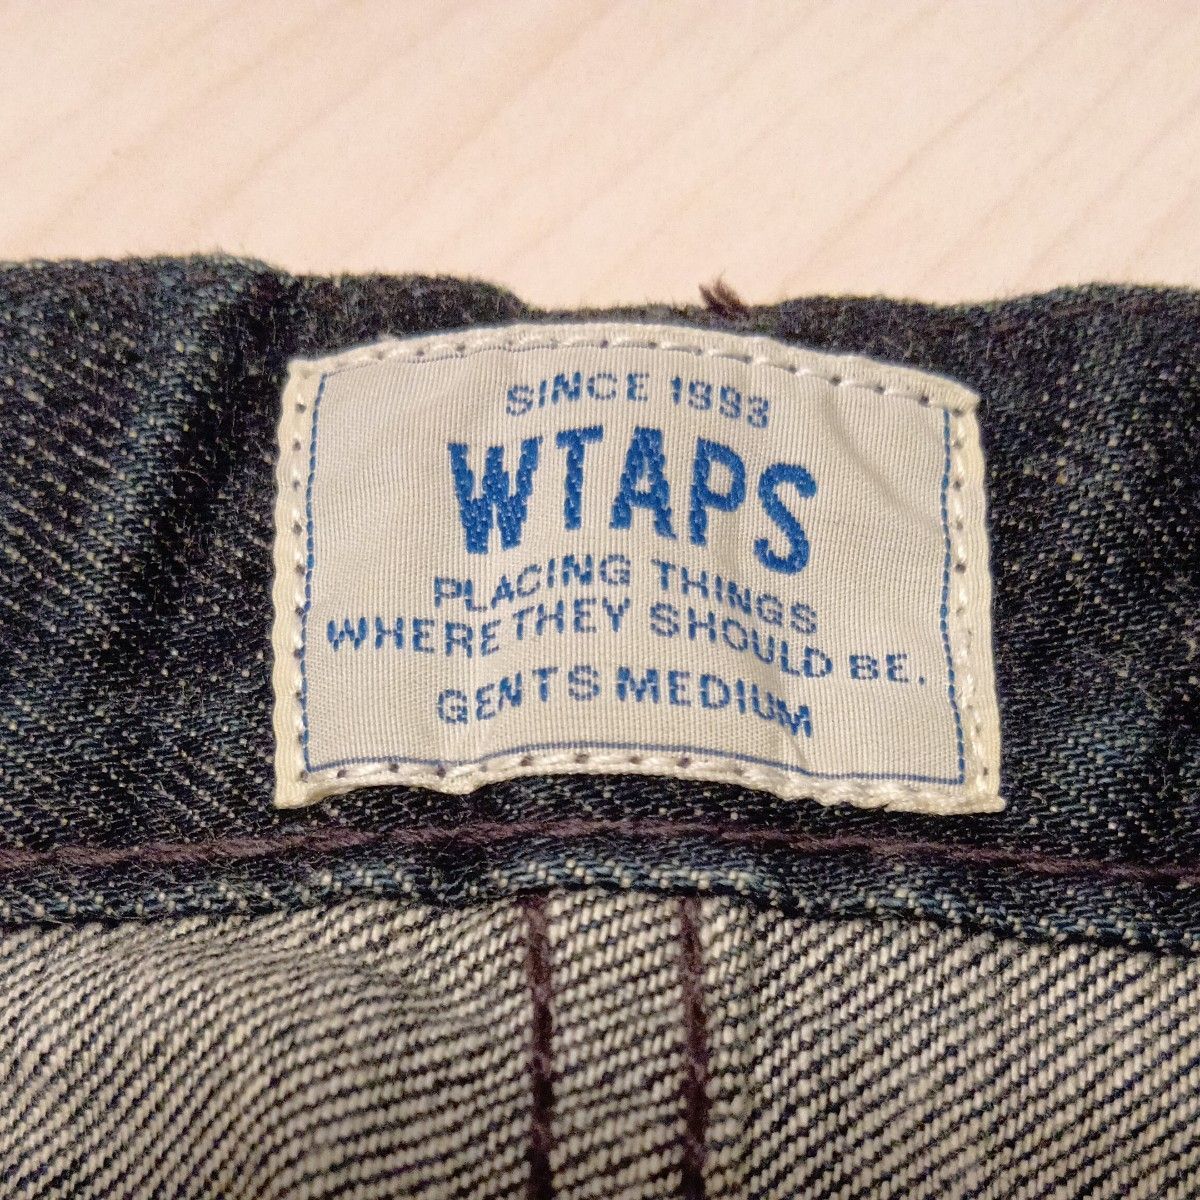 SINCE 1993
WTAPS
PLACING THINGS
WHERE THEY SHOULD BE.
GENTS MEDIUM